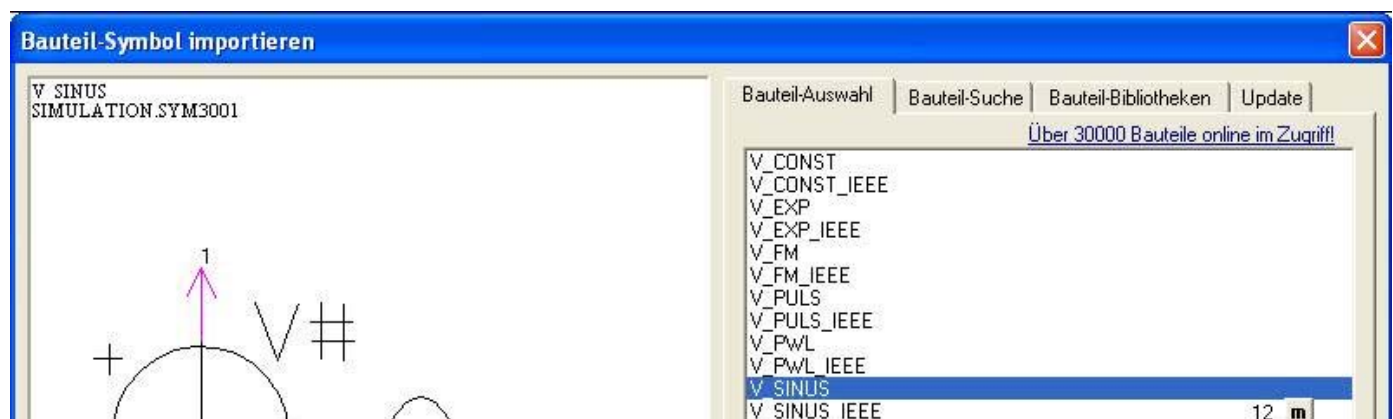 Bauteil-Symbol importieren
V_SINUS
SIMULATION.SYM3001
1
V#
+
Bauteil-Auswahl
Bauteil-Suche
Bauteil-Bibliotheken
Update
Über 30000 Bauteile online im Zugriff!
V_CONST
V_CONST_IEEE
V_EXP
V_EXP_IEEE
V_FM
V_FM_IEEE
V_PULS
V_PULS_IEEE
V_PWL
V_PWL_IEEE
V_SINUS
V_SINUS_IEEE
12 m